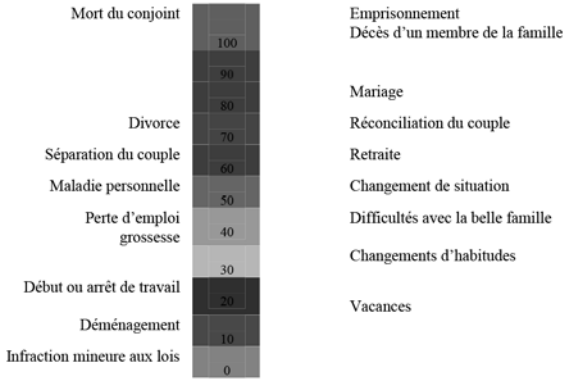 Mort du conjoint
Emprisonnement
Décès d’un membre de la famille
100
90
80
Mariage
Divorce
70
Réconciliation du couple
Séparation du couple
60
Retraite
Maladie personnelle
50
Changement de situation
Perte d’emploi
grossesse
40
Difficultés avec la belle famille
30
Changements d’habitudes
Début ou arrêt de travail
20
Vacances
Déménagement
10
Infraction mineure aux lois
0